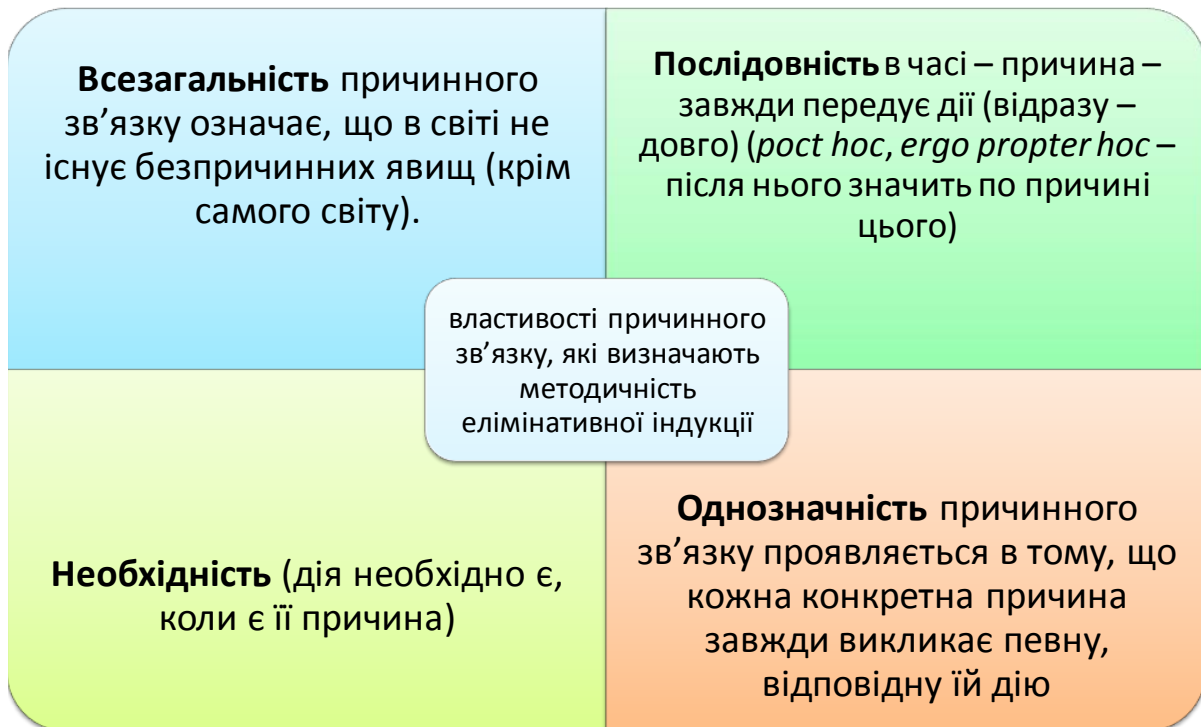 Всезагальність причинного
зв’язку означає, що в світі не
існує безпричинних явищ (крім
самого світу).
Послідовність в часі – причина –
завжди передує дії (відразу –
довго) (poст hoc, ergo propter hoc –
після нього значить по причині
цього)
властивості причинного
зв’язку, які визначають
методичність
елімінативної індукції
Необхідність (дія необхідно є,
коли є її причина)
Однозначність причинного
зв’язку проявляється в тому, що
кожна конкретна причина
завжди викликає певну,
відповідну їй дію